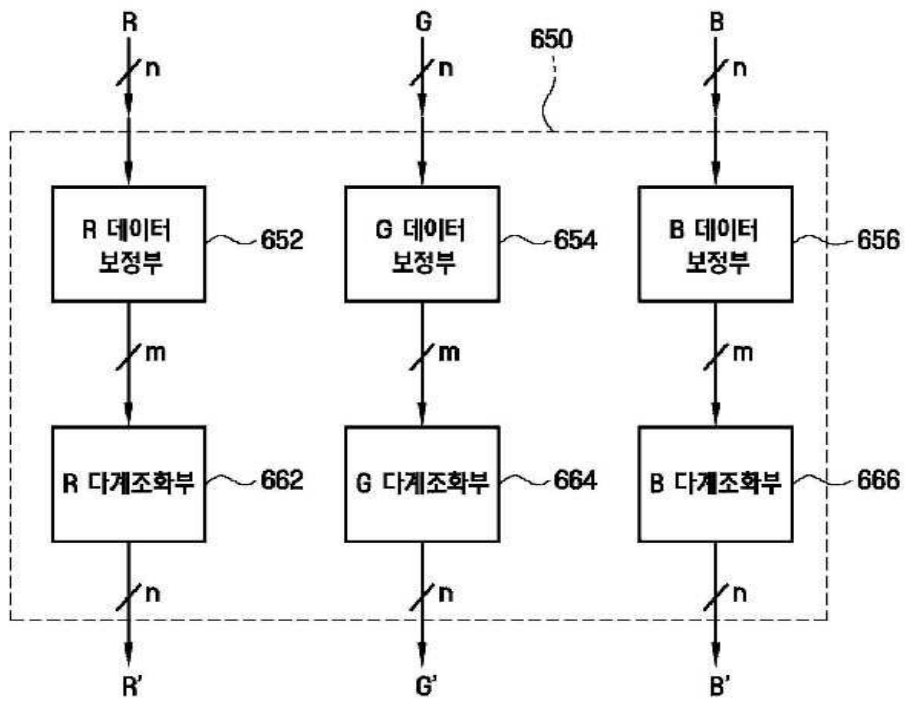 R G B
650
n n n
R 데이터 보정부 652
G 데이터 보정부 654
B 데이터 보정부 656
m m m
R 다계조화부 662
G 다계조화부 664
B 다계조화부 666
n n n
R' G' B'